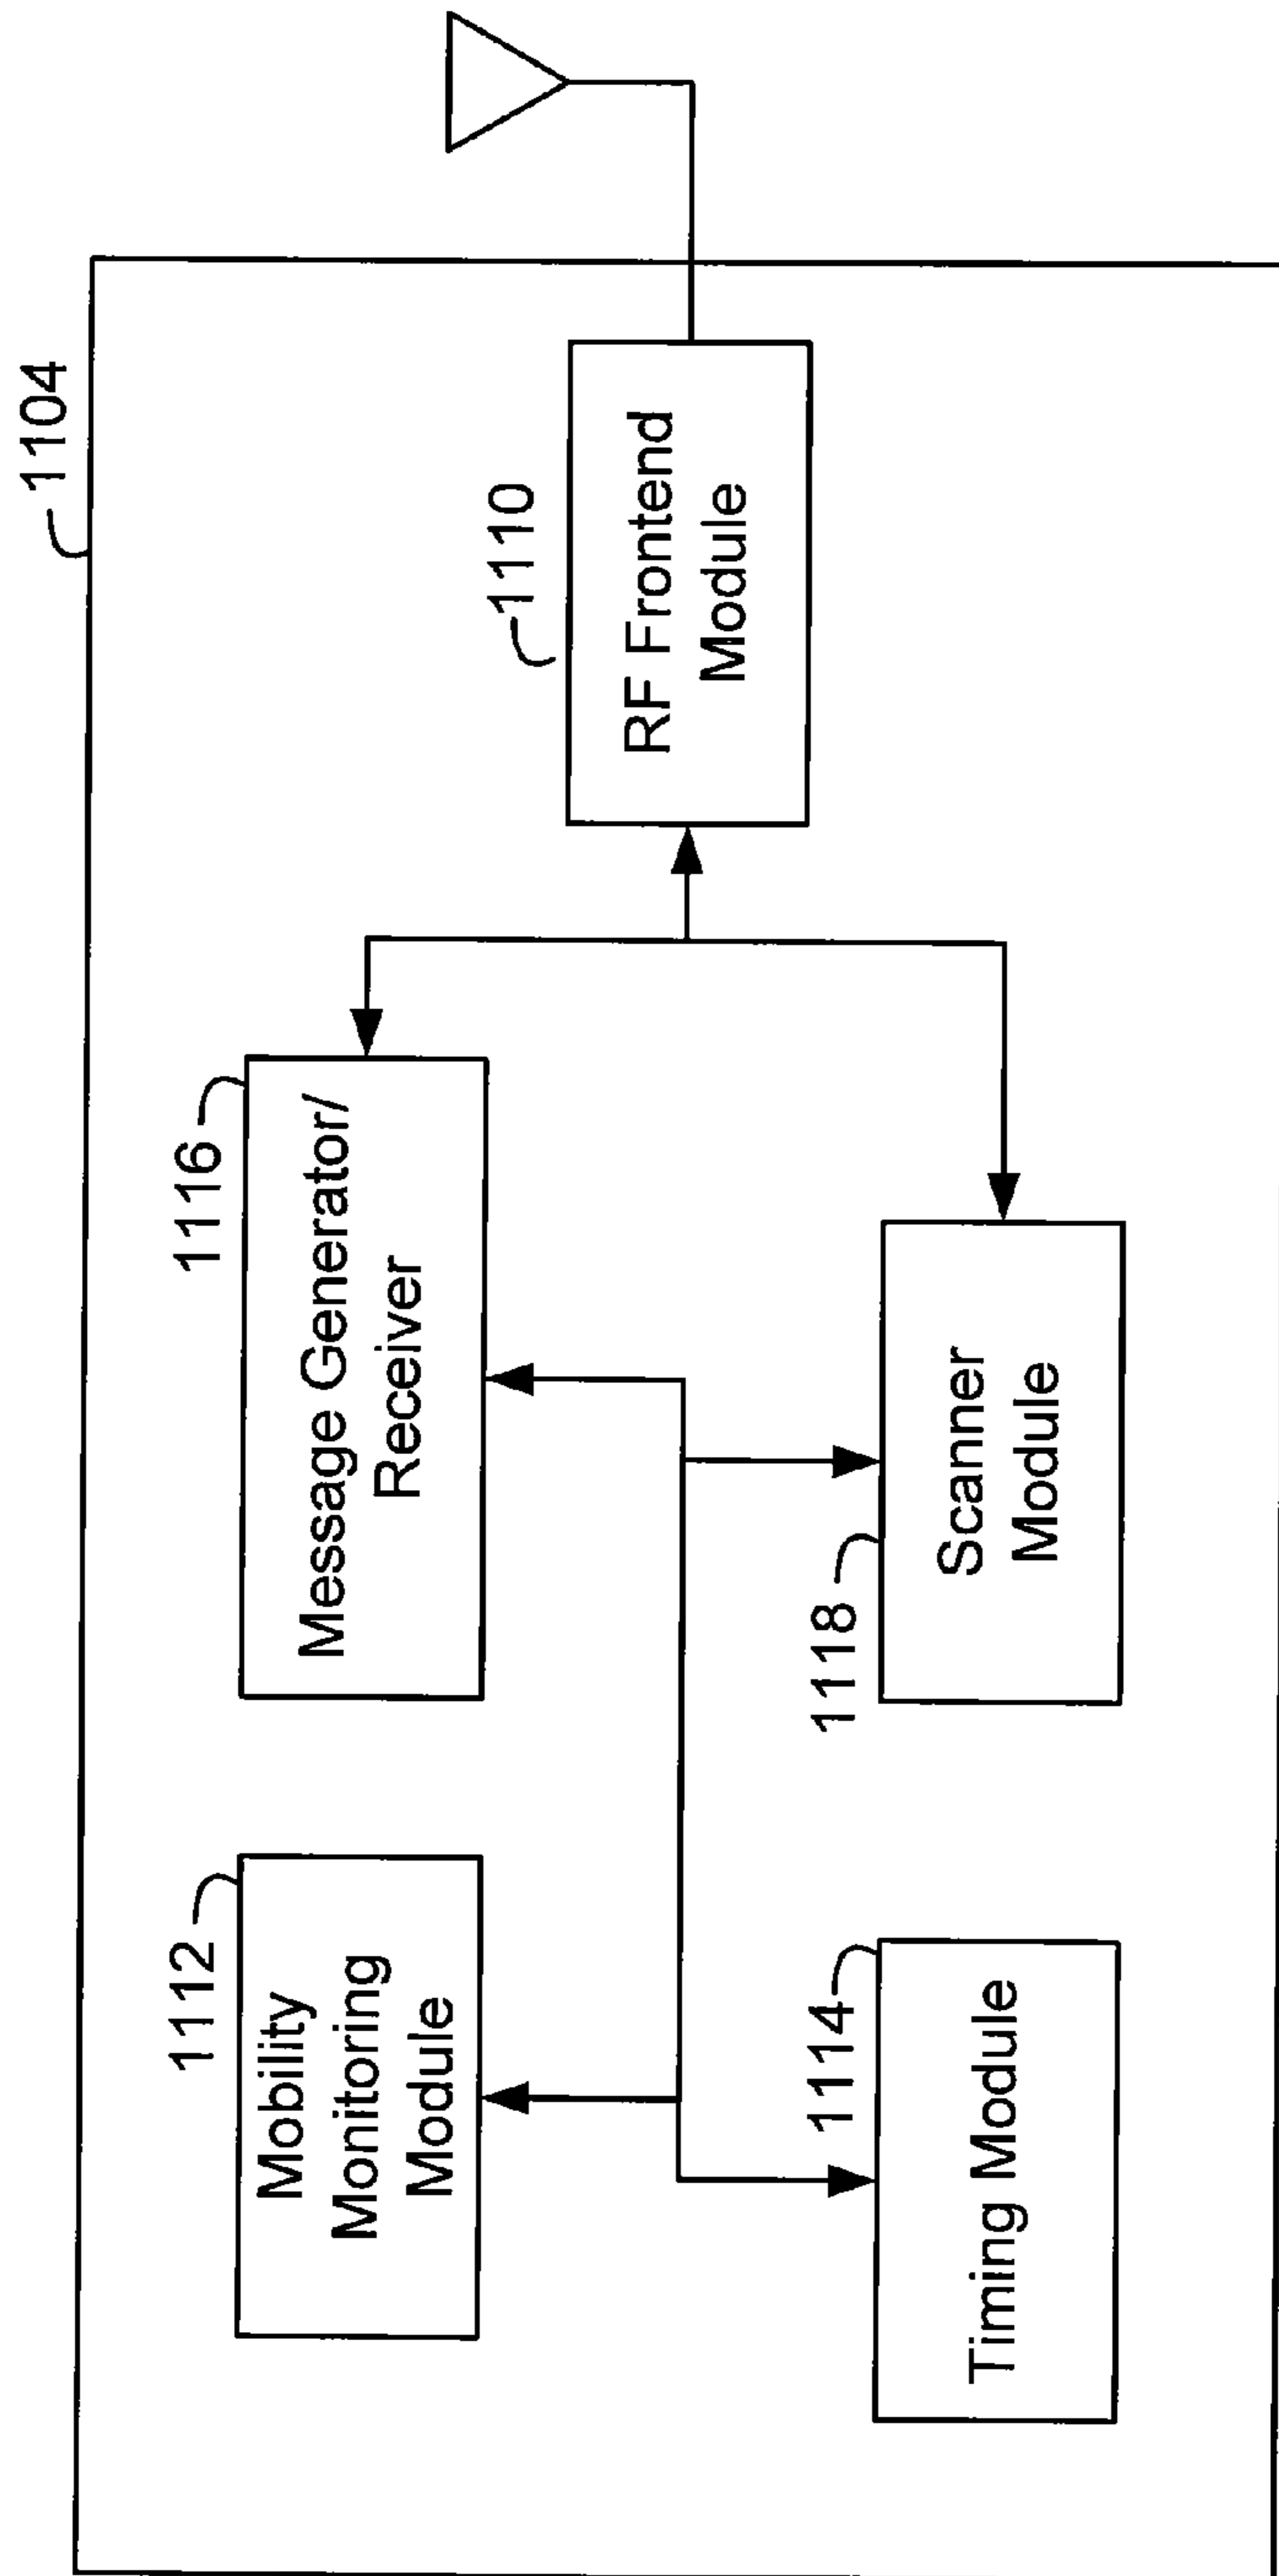 1104
1112
Mobility
Monitoring
Module
1116
Message Generator/
Receiver
1110
RF Frontend
Module
1114
Timing Module
1118
Scanner
Module